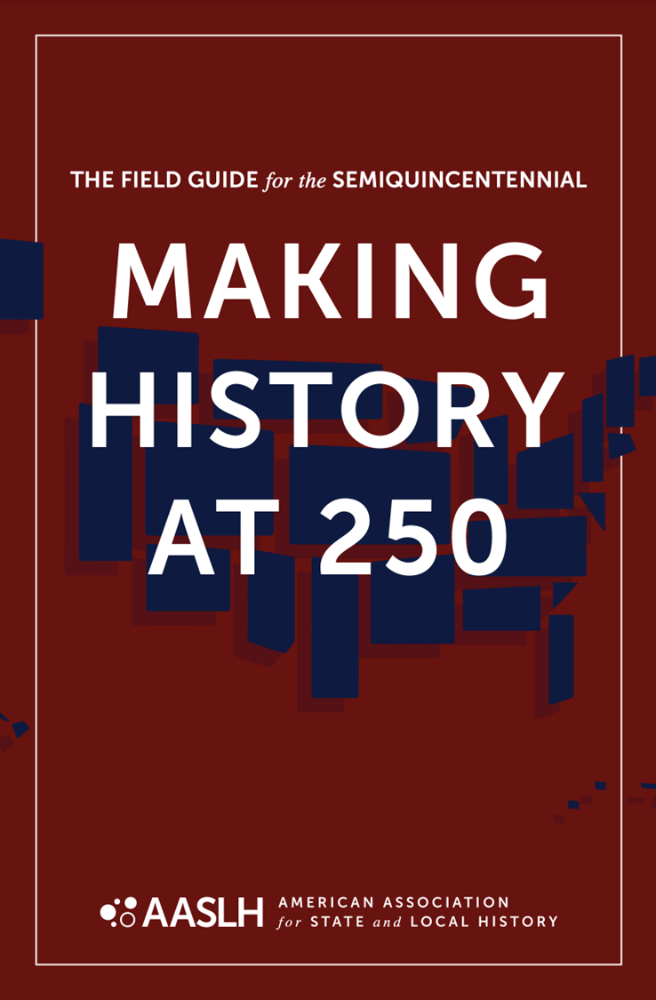 THE FIELD GUIDE for the SEMIQUINCENTENNIAL
MAKING
HISTORY
AT 250
AASLH AMERICAN ASSOCIATION
for STATE and LOCAL HISTORY